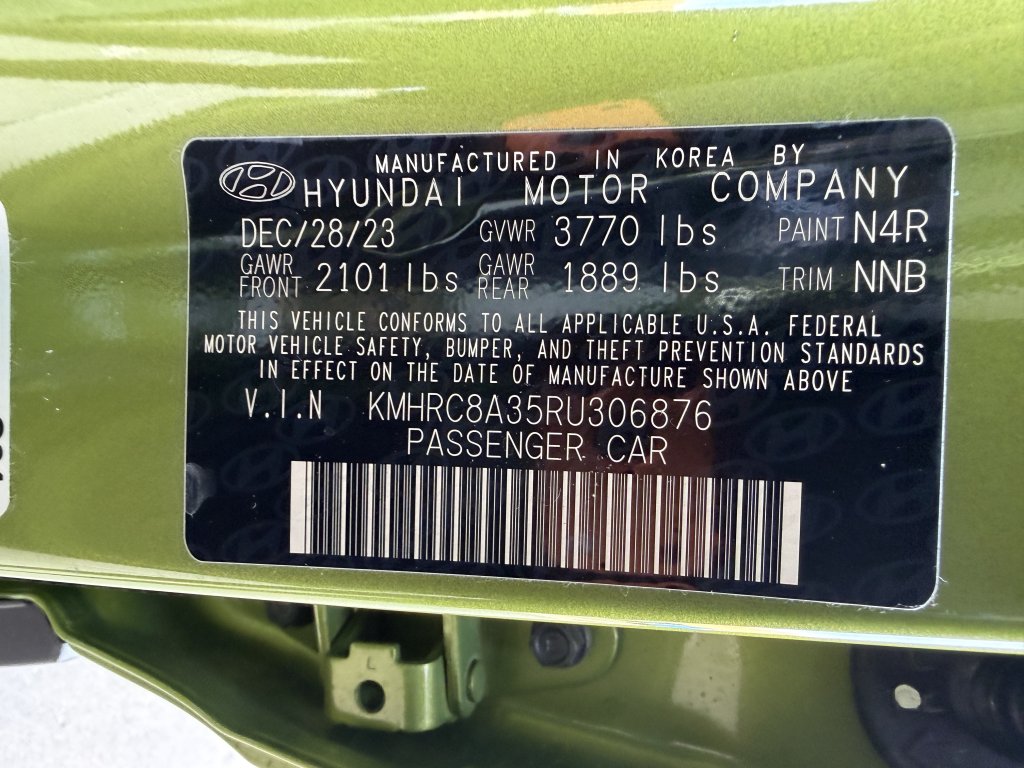 MANUFACTURED IN KOREA BY
HYUNDAI MOTOR COMPANY
DEC/28/23 GVWR 3770 lbs PAINT N4R
GAWR FRONT 2101 lbs GAWR REAR 1889 lbs TRIM NNB
THIS VEHICLE CONFORMS TO ALL APPLICABLE U.S.A. FEDERAL
MOTOR VEHICLE SAFETY, BUMPER, AND THEFT PREVENTION STANDARDS
IN EFFECT ON THE DATE OF MANUFACTURE SHOWN ABOVE
V.I.N KMHRC8A35RU306876
PASSENGER CAR
L